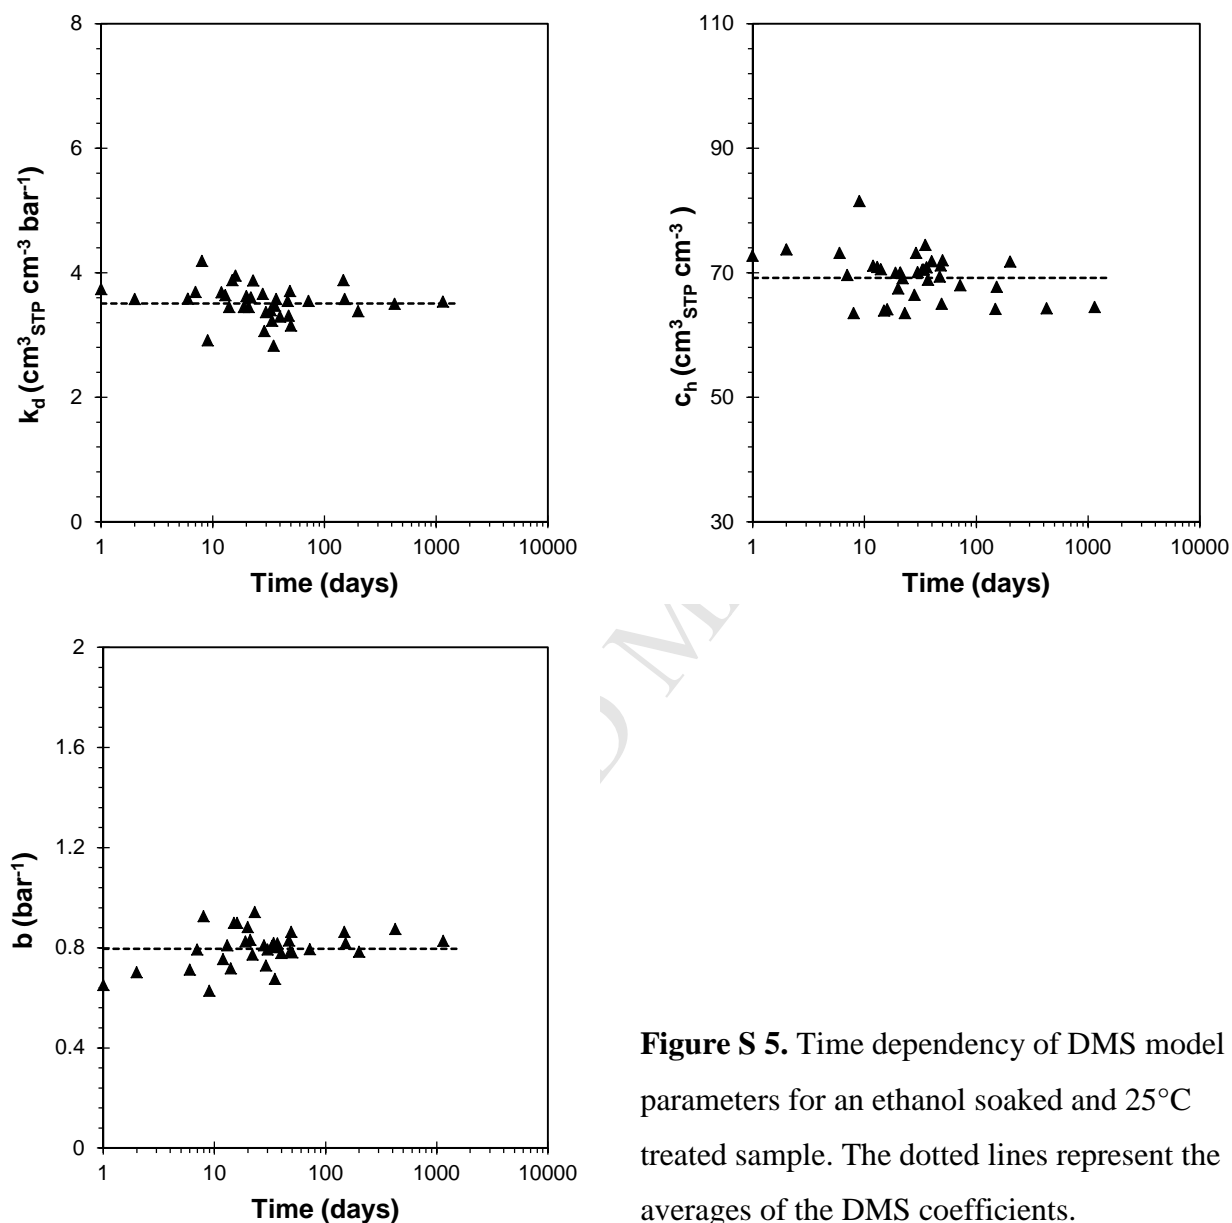 8
6
4
2
0
1
10
100
1000
10000
k_d (cm³_STP cm⁻³ bar⁻¹)
Time (days)
110
90
70
50
30
1
10
100
1000
10000
c_h (cm³_STP cm⁻³ )
Time (days)
2
1.6
1.2
0.8
0.4
0
1
10
100
1000
10000
b (bar⁻¹)
Time (days)
D M
Figure S 5. Time dependency of DMS model
parameters for an ethanol soaked and 25°C
treated sample. The dotted lines represent the
averages of the DMS coefficients.